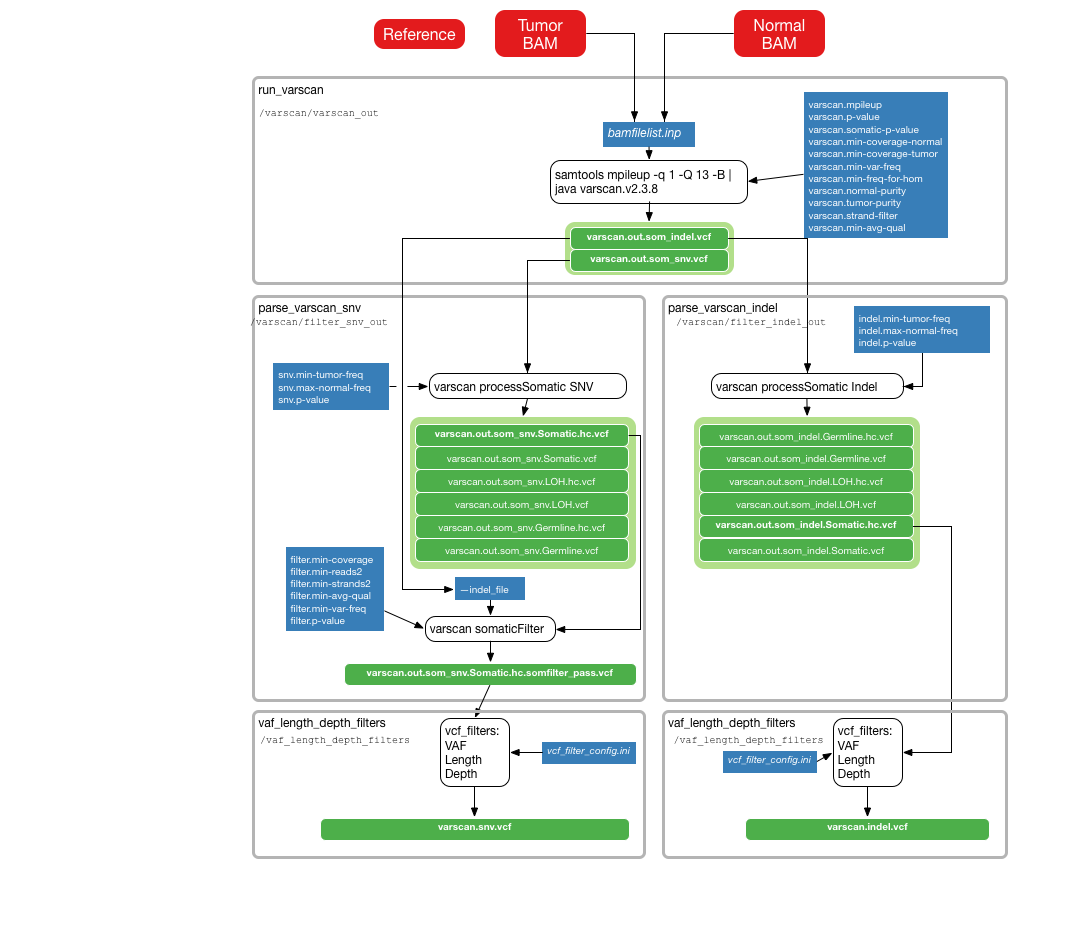 Reference
Tumor
BAM
Normal
BAM
run_varscan
/varscan/varscan_out
varscan.mpileup
varscan.p-value
varscan.somatic-p-value
varscan.min-coverage-normal
varscan.min-coverage-tumor
varscan.min-var-freq
varscan.min-freq-for-hom
varscan.normal-purity
varscan.tumor-purity
varscan.strand-filter
varscan.min-avg-qual
bamfilelist.inp
samtools mpileup -q 1 -Q 13 -B |
java varscan.v2.3.8
varscan.out.som_indel.vcf
varscan.out.som_snv.vcf
parse_varscan_snv
/varscan/filter_snv_out
snv.min-tumor-freq
snv.max-normal-freq
snv.p-value
varscan processSomatic SNV
varscan.out.som_snv.Somatic.hc.vcf
varscan.out.som_snv.Somatic.vcf
varscan.out.som_snv.LOH.hc.vcf
varscan.out.som_snv.LOH.vcf
varscan.out.som_snv.Germline.hc.vcf
varscan.out.som_snv.Germline.vcf
filter.min-coverage
filter.min-reads2
filter.min-strands2
filter.min-avg-qual
filter.min-var-freq
filter.p-value
—indel_file
varscan somaticFilter
varscan.out.som_snv.Somatic.hc.somfilter_pass.vcf
parse_varscan_indel
/varscan/filter_indel_out
indel.min-tumor-freq
indel.max-normal-freq
indel.p-value
varscan processSomatic Indel
varscan.out.som_indel.Germline.hc.vcf
varscan.out.som_indel.Germline.vcf
varscan.out.som_indel.LOH.hc.vcf
varscan.out.som_indel.LOH.vcf
varscan.out.som_indel.Somatic.hc.vcf
varscan.out.som_indel.Somatic.vcf
vaf_length_depth_filters
/vaf_length_depth_filters
vcf_filters:
VAF
Length
Depth
vcf_filter_config.ini
varscan.snv.vcf
vaf_length_depth_filters
/vaf_length_depth_filters
vcf_filter_config.ini
vcf_filters:
VAF
Length
Depth
varscan.indel.vcf